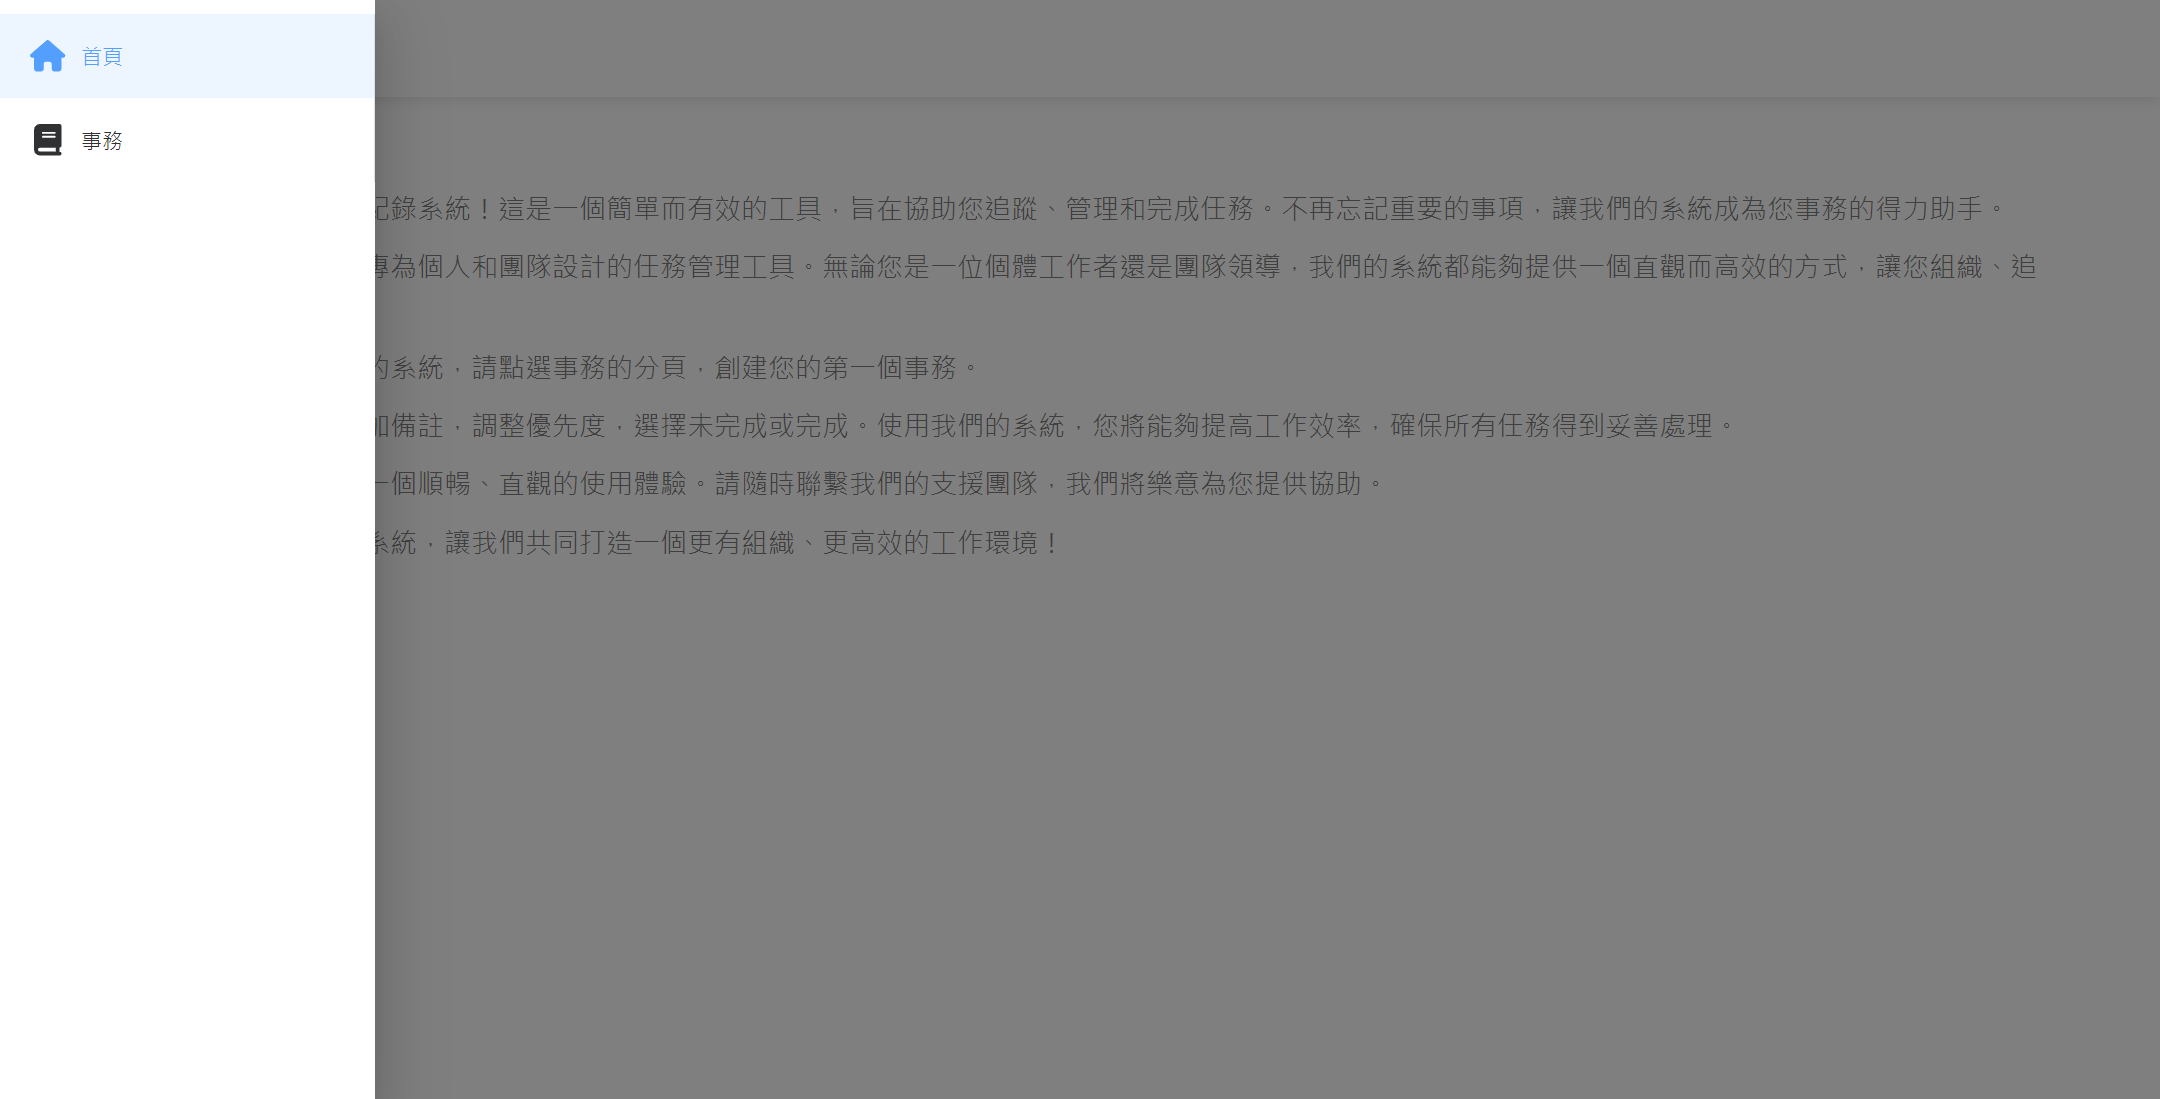 首頁
事務
紀錄系統！這是一個簡單而有效的工具，旨在協助您追蹤、管理和完成任務。不再忘記重要的事項，讓我們的系統成為您事務的得力助手。
專為個人和團隊設計的任務管理工具。無論您是一位個體工作者還是團隊領導，我們的系統都能夠提供一個直觀而高效的方式，讓您組織、追
的系統，請點選事務的分頁，創建您的第一個事務。
加備註，調整優先度，選擇未完成或完成。使用我們的系統，您將能夠提高工作效率，確保所有任務得到妥善處理。
一個順暢、直觀的使用體驗。請隨時聯繫我們的支援團隊，我們將樂意為您提供協助。
系統，讓我們共同打造一個更有組織、更高效的工作環境！